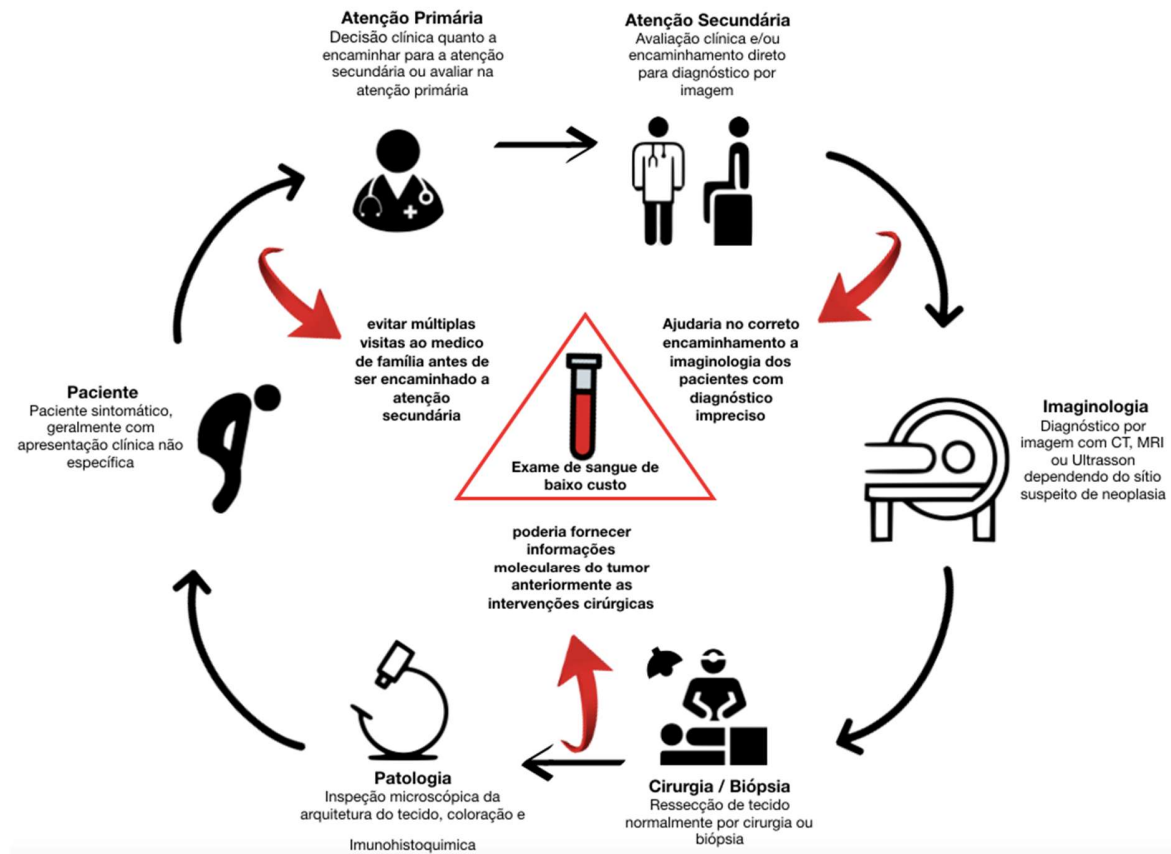 Atenção Primária
Decisão clínica quanto a
encaminhar para a atenção
secundária ou avaliar na
atenção primária
Atenção Secundária
Avaliação clínica e/ou
encaminhamento direto
para diagnóstico por
imagem
evitar múltiplas
visitas ao medico
de família antes de
ser encaminhado a
atenção
secundária
Ajudaria no correto
encaminhamento a
imaginologia dos
pacientes com
diagnóstico
impreciso
Paciente
Paciente sintomático,
geralmente com
apresentação clínica não
específica
Exame de sangue de
baixo custo
Imaginologia
Diagnóstico por
imagem com CT, MRI
ou Ultrasson
dependendo do sítio
suspeito de neoplasia
poderia fornecer
informações
moleculares do tumor
anteriormente as
intervenções cirúrgicas
Patologia
Inspeção microscópica da
arquitetura do tecido, coloração e
Imunohistoquimica
Cirurgia / Biópsia
Ressecção de tecido
normalmente por cirurgia ou
biópsia